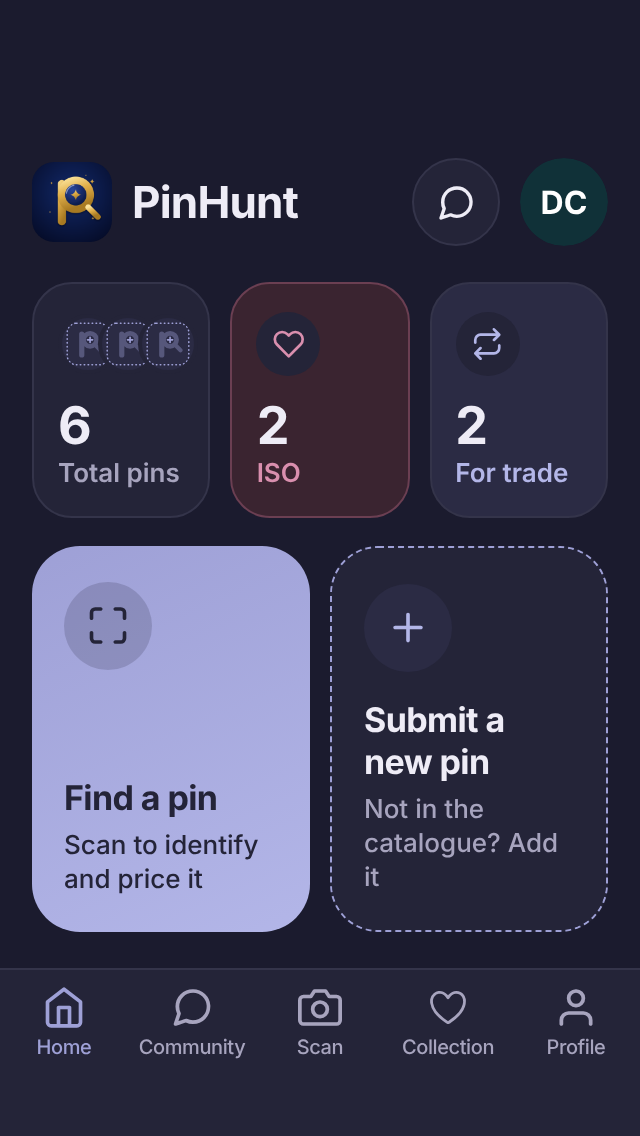 PinHunt
DC
6
Total pins
2
ISO
2
For trade
Find a pin
Scan to identify
and price it
Submit a
new pin
Not in the
catalogue? Add
it
Home
Community
Scan
Collection
Profile